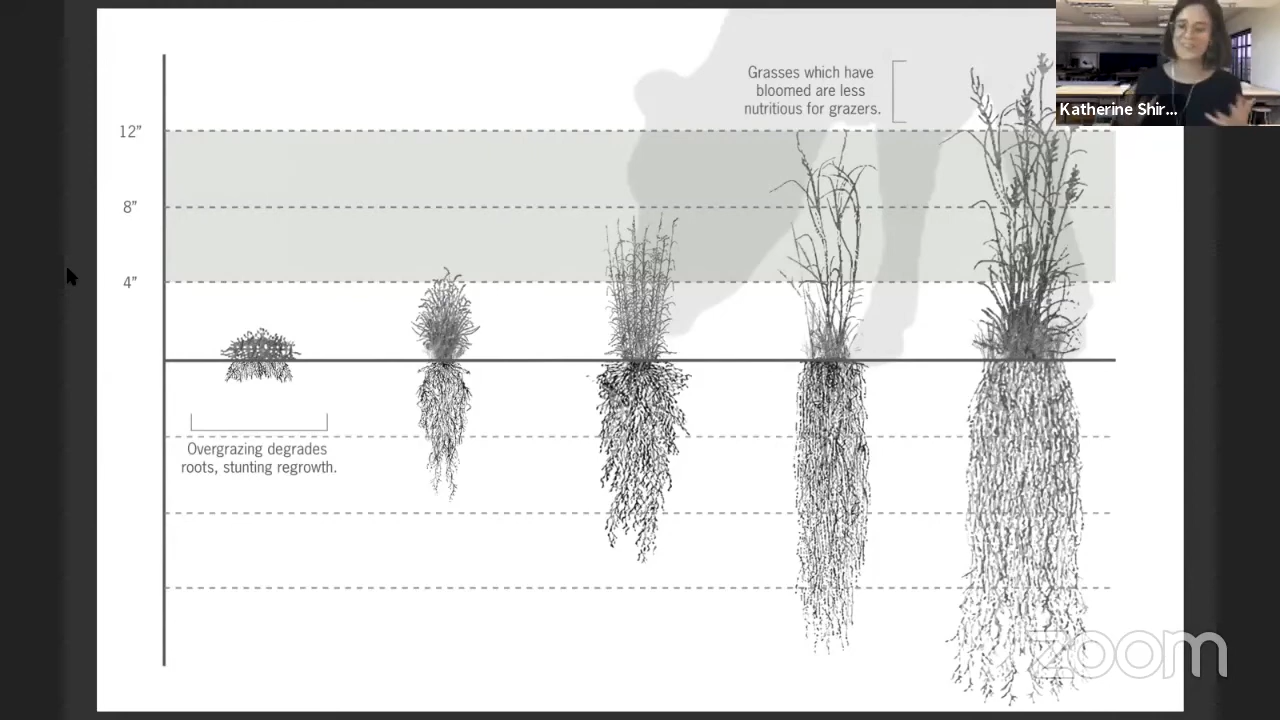 Grasses which have
bloomed are less
nutritious for grazers.
Katherine Shir...
12”
8”
4”
Overgrazing degrades
roots, stunting regrowth.
zoom